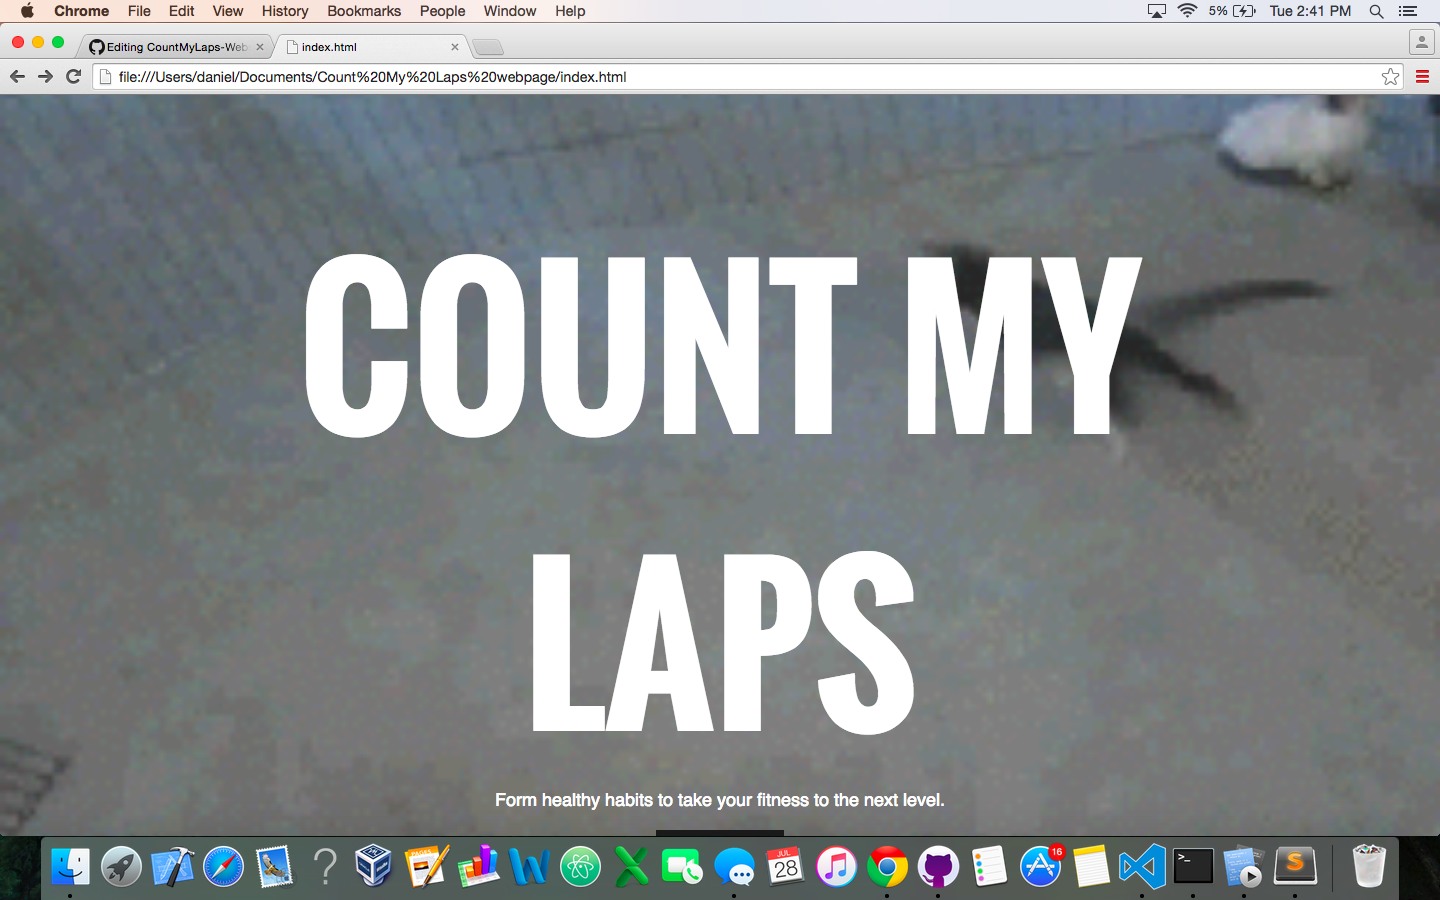 Chrome File Edit View History Bookmarks People Window Help 5% Tue 2:41 PM
Editing CountMyLaps-Web index.html
file:///Users/daniel/Documents/Count%20My%20Laps%20webpage/index.html
COUNT MY
LAPS
Form healthy habits to take your fitness to the next level.
PAGES JUL 28 16 >_